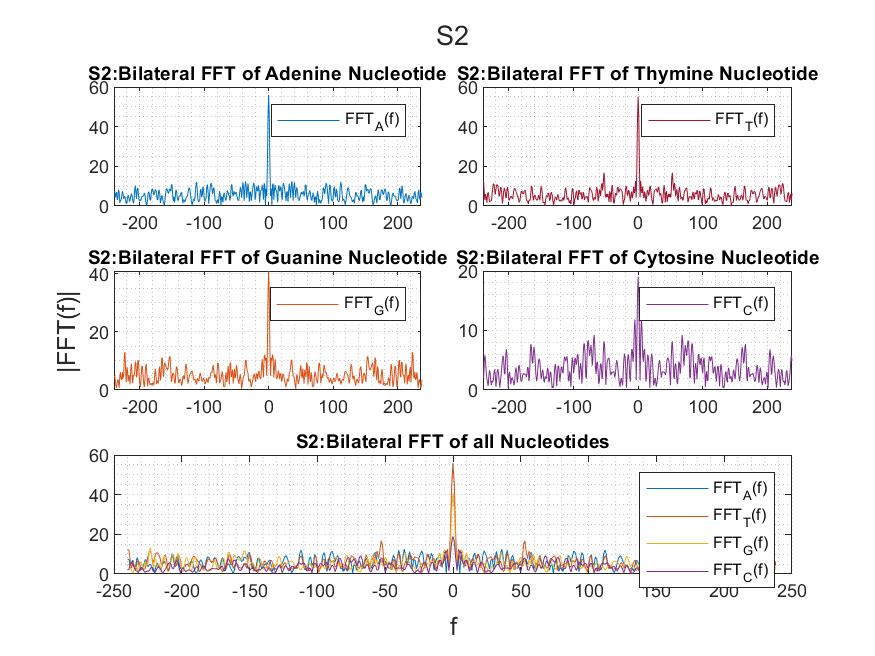 S2
S2:Bilateral FFT of Adenine Nucleotide
60
40
20
0
-200 -100 0 100 200
FFT_A(f)
S2:Bilateral FFT of Thymine Nucleotide
60
40
20
0
-200 -100 0 100 200
FFT_T(f)
S2:Bilateral FFT of Guanine Nucleotide
40
20
0
-200 -100 0 100 200
FFT_G(f)
S2:Bilateral FFT of Cytosine Nucleotide
20
10
0
-200 -100 0 100 200
FFT_C(f)
|FFT(f)|
S2:Bilateral FFT of all Nucleotides
60
40
20
0
-250 -200 -150 -100 -50 0 50 100 150 200 250
FFT_A(f)
FFT_T(f)
FFT_G(f)
FFT_C(f)
f